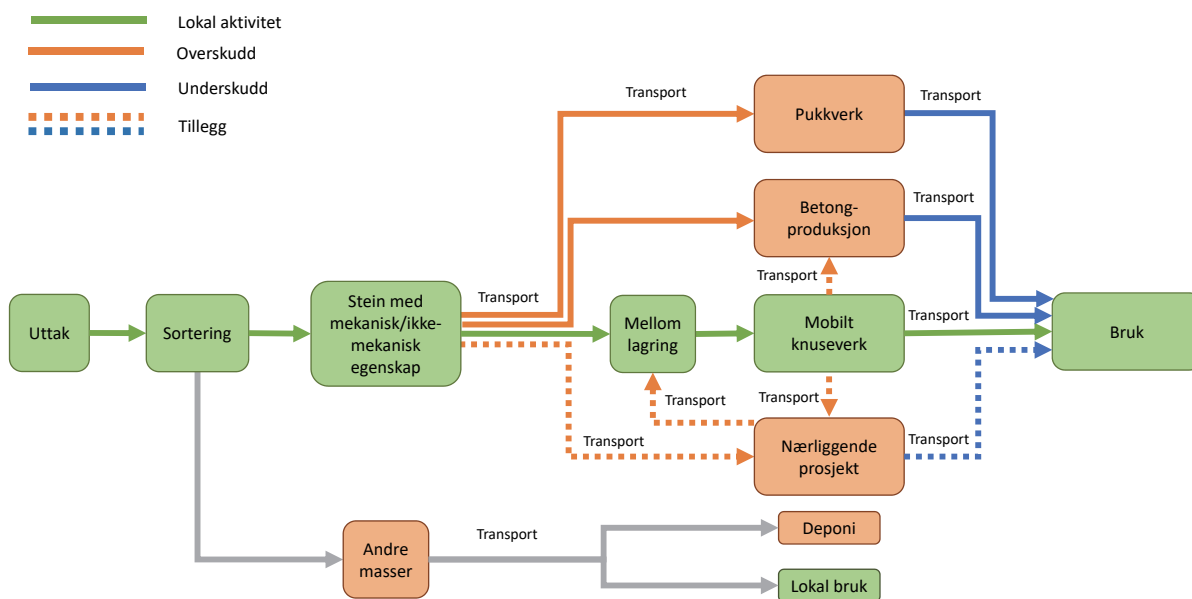 Lokal aktivitet
Overskudd
Underskudd
Tillegg
Transport
Pukkverk
Transport
Betong-
produksjon
Transport
Transport
Uttak
Sortering
Stein med
mekanisk/ikke-
mekanisk
egenskap
Transport
Mellom
lagring
Mobilt
knuseverk
Transport
Bruk
Transport
Transport
Transport
Nærliggende
prosjekt
Transport
Andre
masser
Transport
Deponi
Lokal bruk